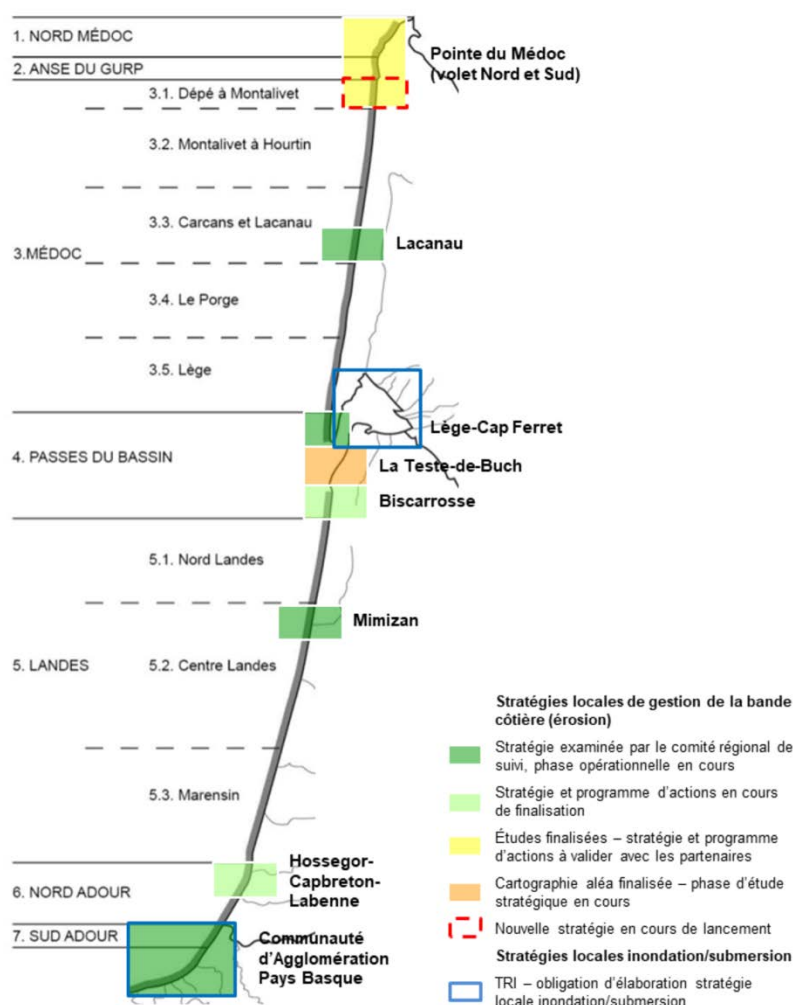 1. NORD MÉDOC
Pointe du Médoc
(volet Nord et Sud)
2. ANSE DU GURP
3.1. Dépé à Montalivet
3.2. Montalivet à Hourtin
3.3. Carcans et Lacanau
Lacanau
3.MÉDOC
3.4. Le Porge
3.5. Lège
Lège-Cap Ferret
4. PASSES DU BASSIN
La Teste-de-Buch
Biscarrosse
5.1. Nord Landes
Mimizan
5. LANDES
5.2. Centre Landes
5.3. Marensin
Hossegor-
Capbreton-
Labenne
6. NORD ADOUR
7. SUD ADOUR
Communauté
d'Agglomération
Pays Basque
Stratégies locales de gestion de la bande
côtière (érosion)
Stratégie examinée par le comité régional de
suivi, phase opérationnelle en cours
Stratégie et programme d'actions en cours
de finalisation
Études finalisées – stratégie et programme
d'actions à valider avec les partenaires
Cartographie aléa finalisée – phase d'étude
stratégique en cours
Nouvelle stratégie en cours de lancement
Stratégies locales inondation/submersion
TRI – obligation d'élaboration stratégie
locale inondation/submersion